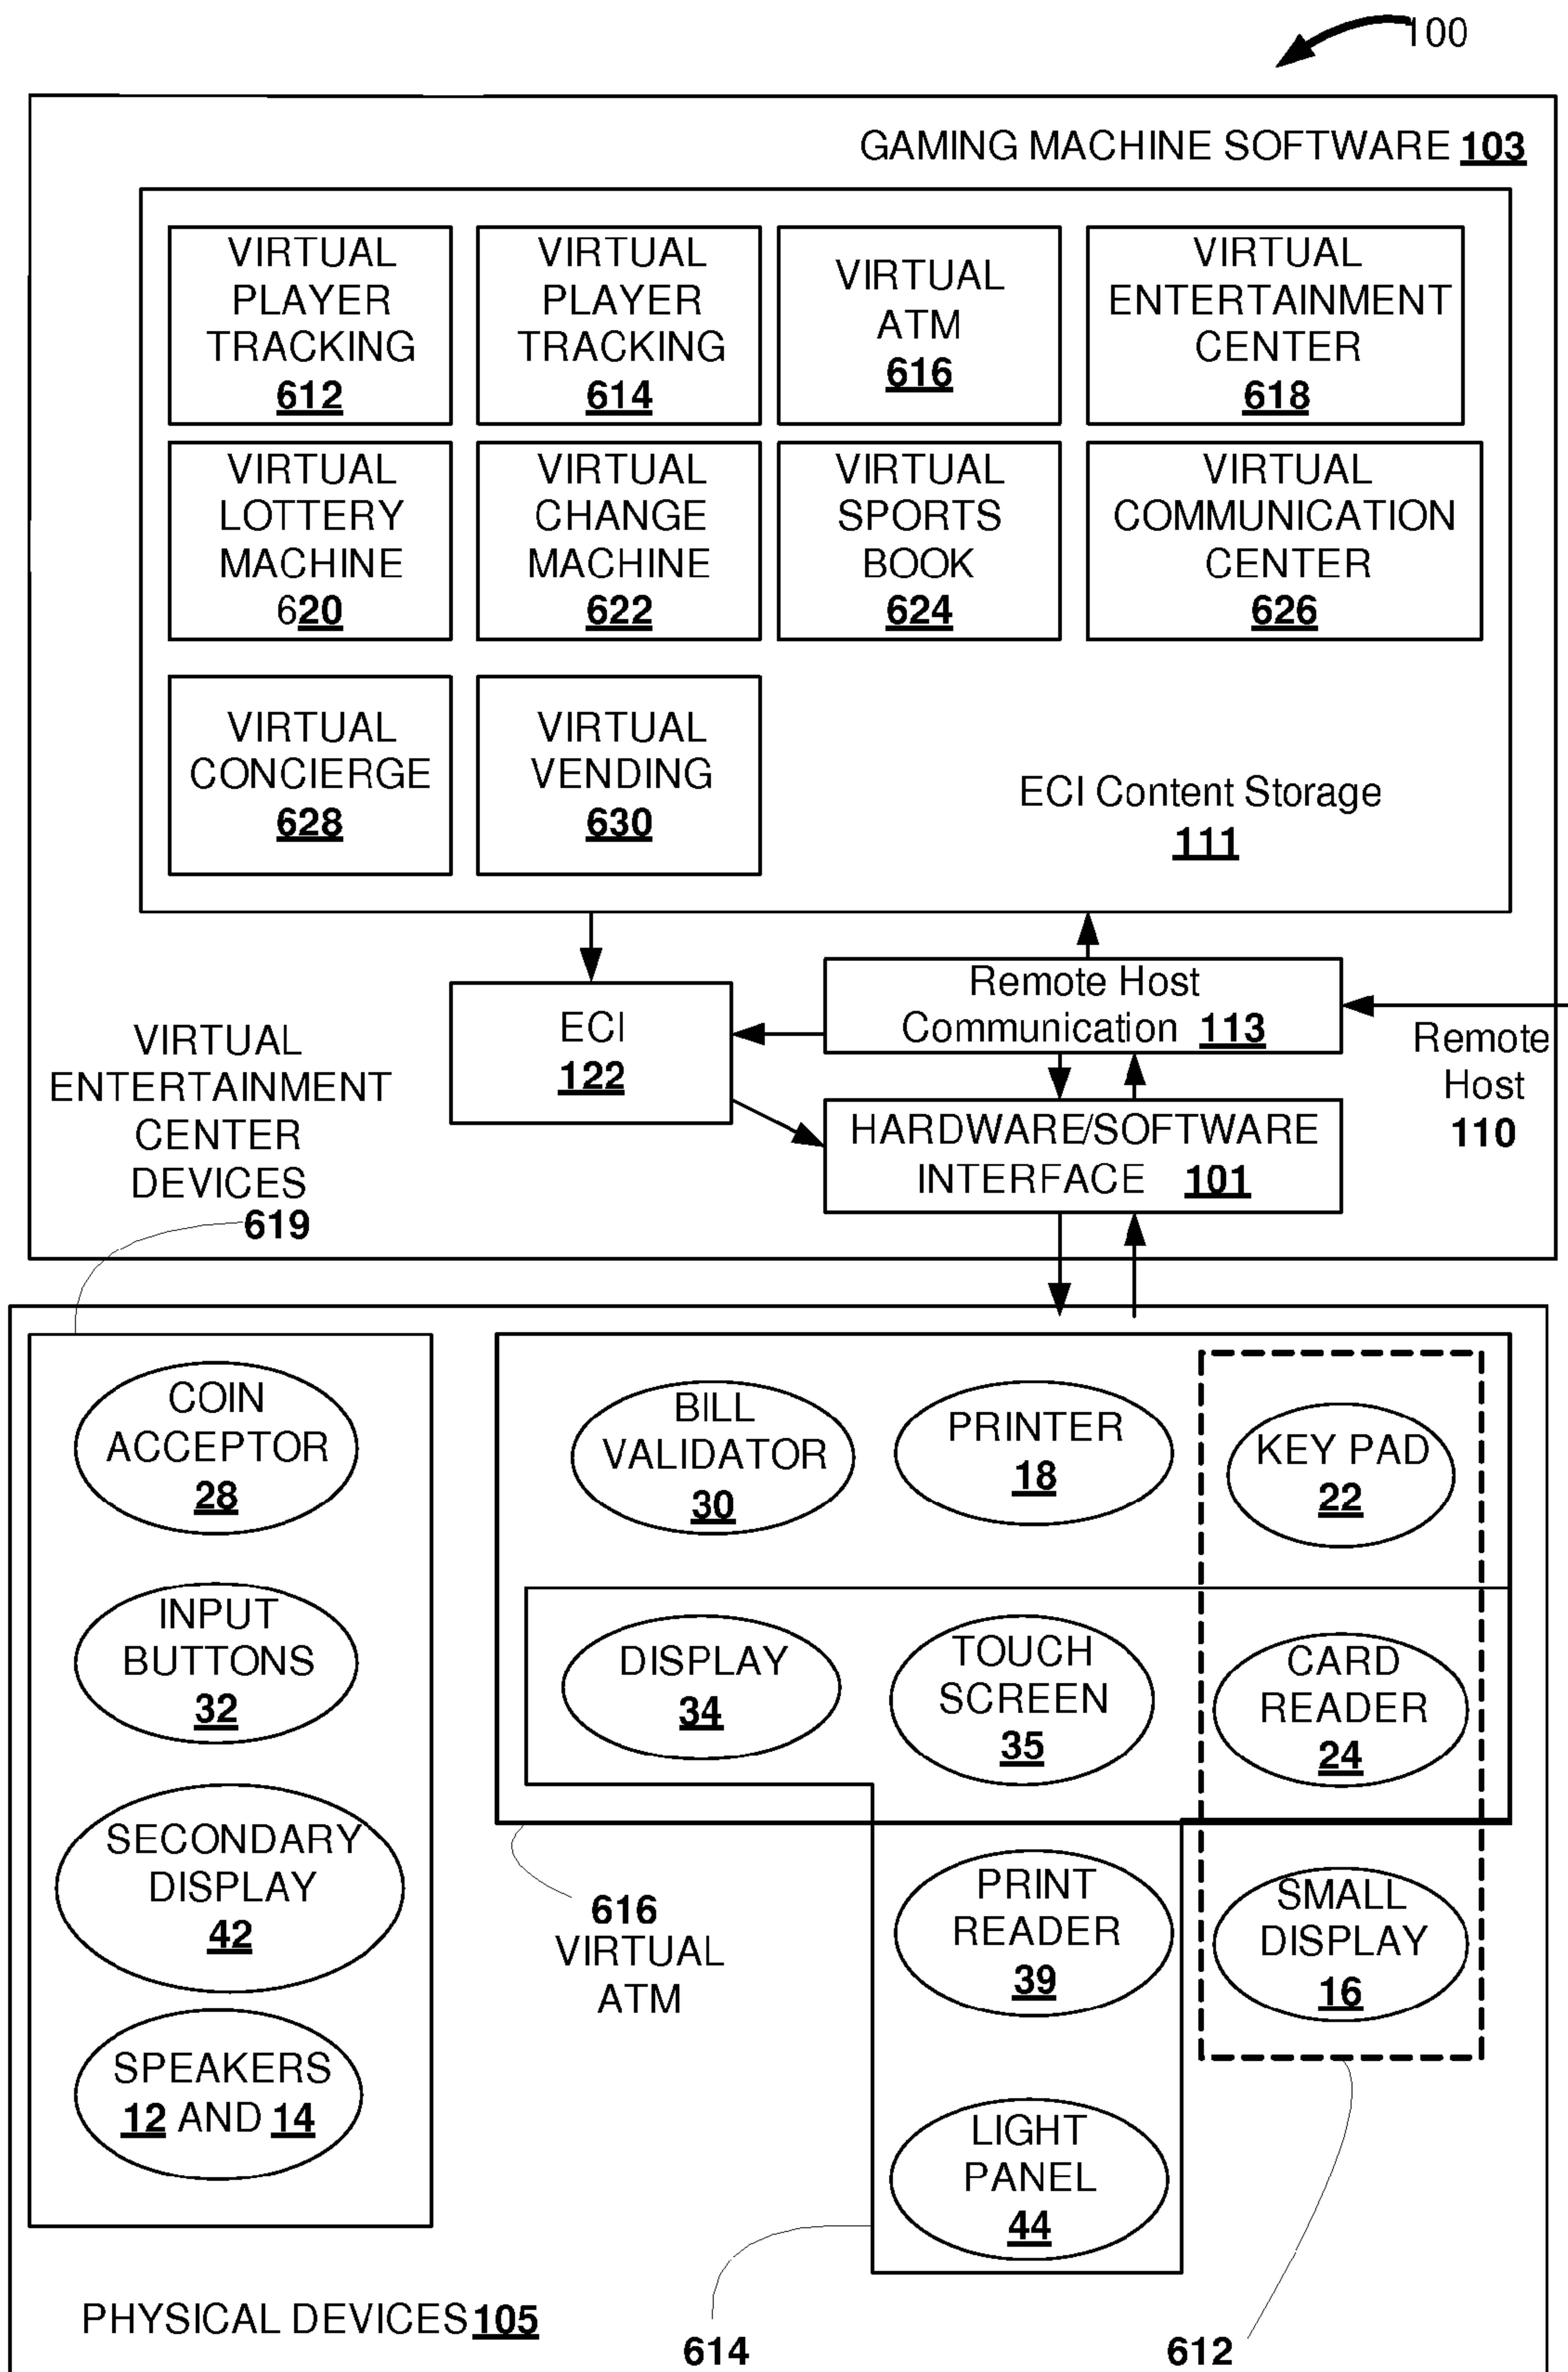 100
GAMING MACHINE SOFTWARE 103
VIRTUAL
PLAYER
TRACKING
612
VIRTUAL
PLAYER
TRACKING
614
VIRTUAL
ATM
616
VIRTUAL
ENTERTAINMENT
CENTER
618
VIRTUAL
LOTTERY
MACHINE
620
VIRTUAL
CHANGE
MACHINE
622
VIRTUAL
SPORTS
BOOK
624
VIRTUAL
COMMUNICATION
CENTER
626
VIRTUAL
CONCIERGE
628
VIRTUAL
VENDING
630
ECI Content Storage
111
ECI
122
Remote Host
Communication 113
Remote
Host
110
HARDWARE/SOFTWARE
INTERFACE 101
VIRTUAL
ENTERTAINMENT
CENTER
DEVICES
619
COIN
ACCEPTOR
28
INPUT
BUTTONS
32
SECONDARY
DISPLAY
42
SPEAKERS
12 AND 14
BILL
VALIDATOR
30
PRINTER
18
KEY PAD
22
DISPLAY
34
TOUCH
SCREEN
35
CARD
READER
24
616
VIRTUAL
ATM
PRINT
READER
39
SMALL
DISPLAY
16
LIGHT
PANEL
44
PHYSICAL DEVICES 105
614
612